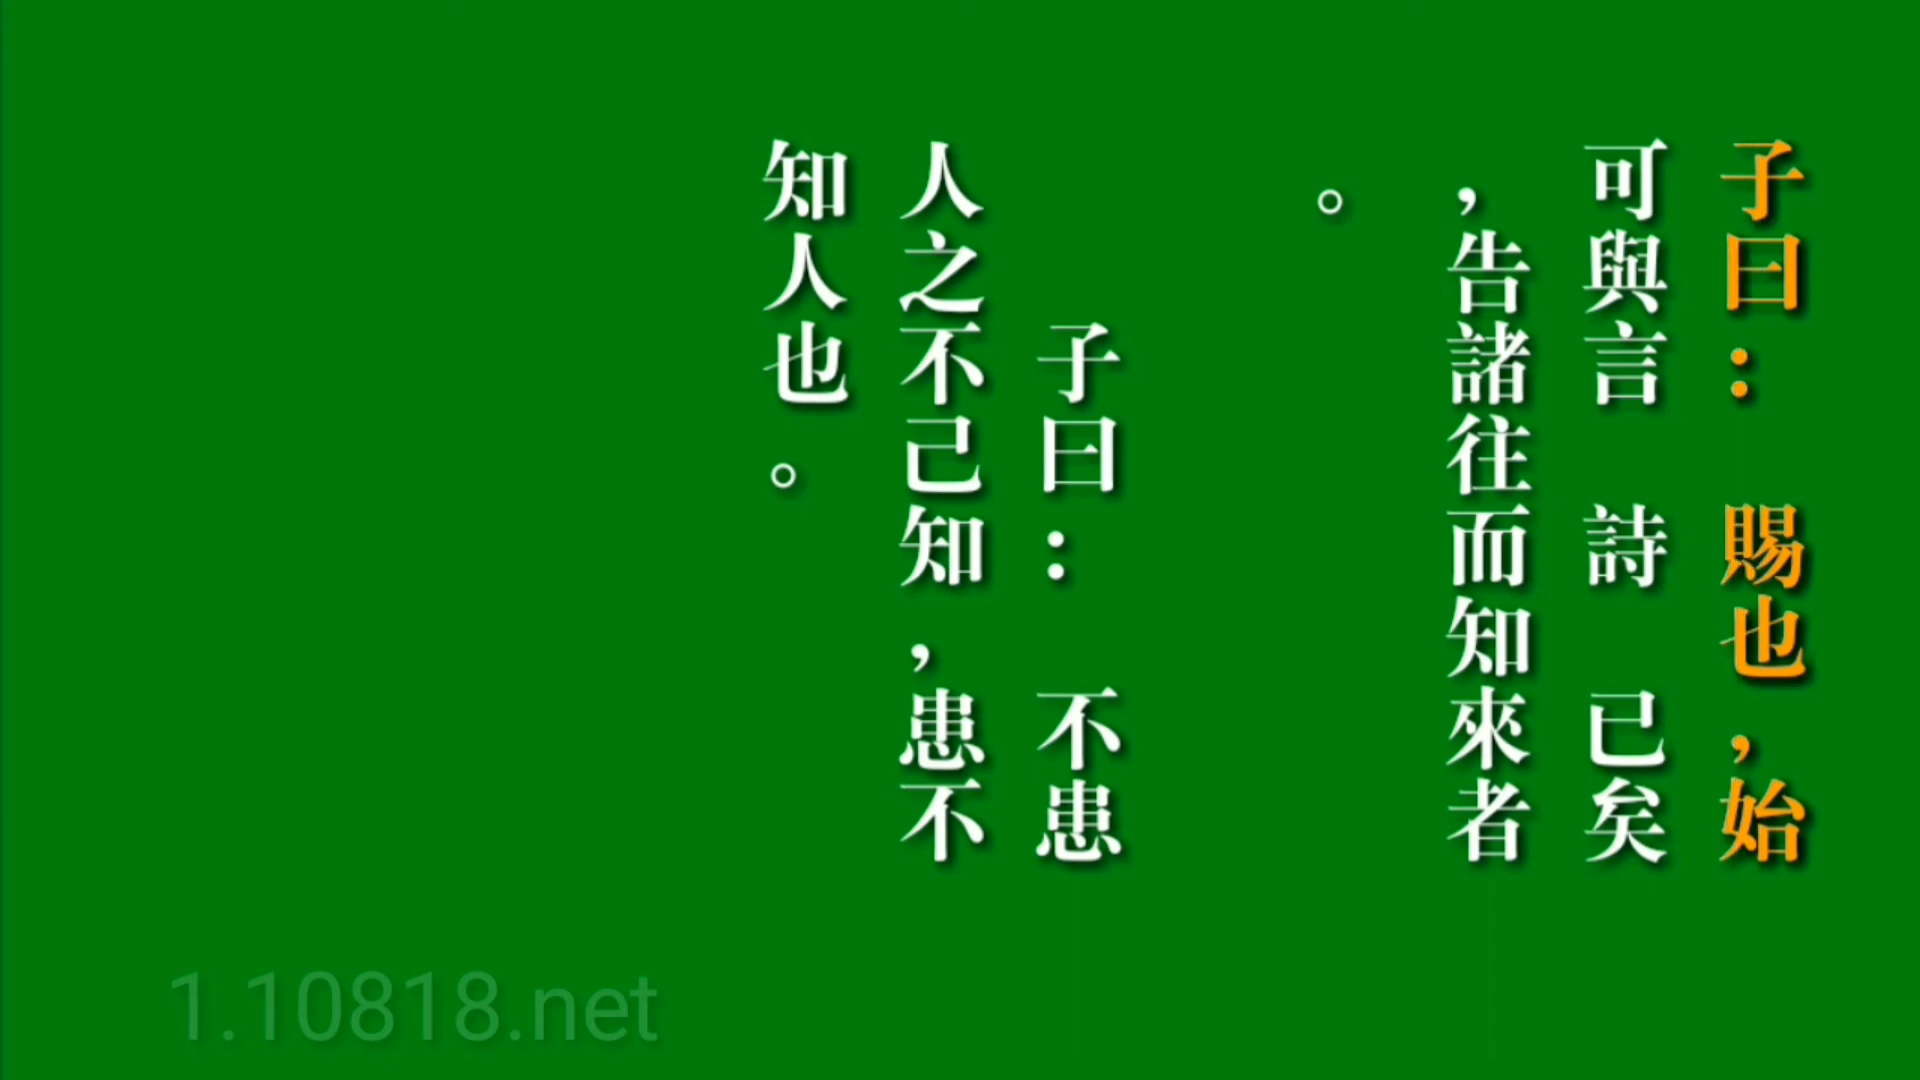 子曰： 賜也，始
可與言 詩 已矣
，告諸往而知來者
。
子曰： 不患
人之不己知，患不
知人也。
1.10818.net